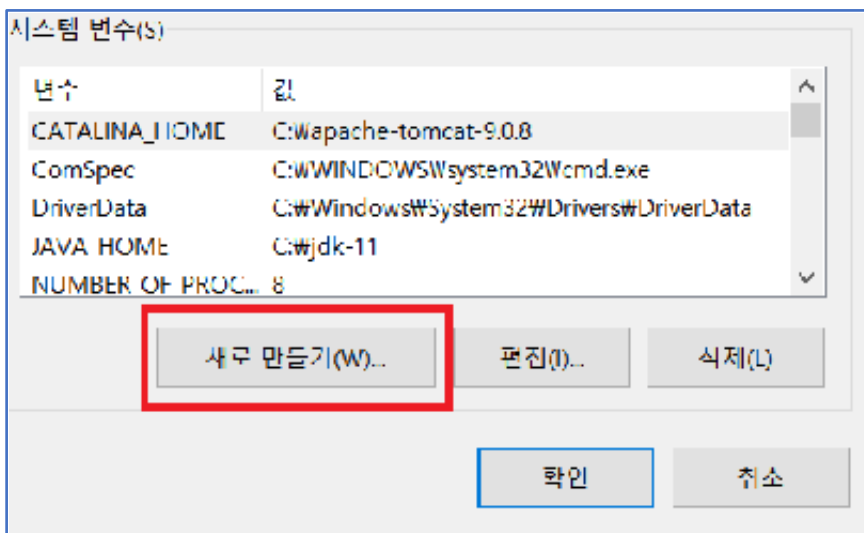 시스템 변수(S)
변수 값
CATALINA_HOME C:₩apache-tomcat-9.0.8
ComSpec C:₩WINDOWS₩system32₩cmd.exe
DriverData C:₩Windows₩System32₩Drivers₩DriverData
JAVA_HOME C:₩jdk-11
NUMBER_OF_PROC... 8
새로 만들기(W)... 편집(I)... 삭제(L)
확인 취소